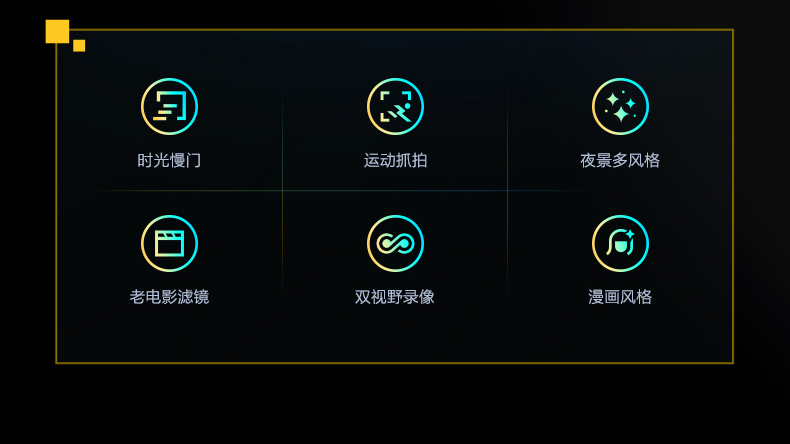 时光慢门
运动抓拍
夜景多风格
老电影滤镜
双视野录像
漫画风格